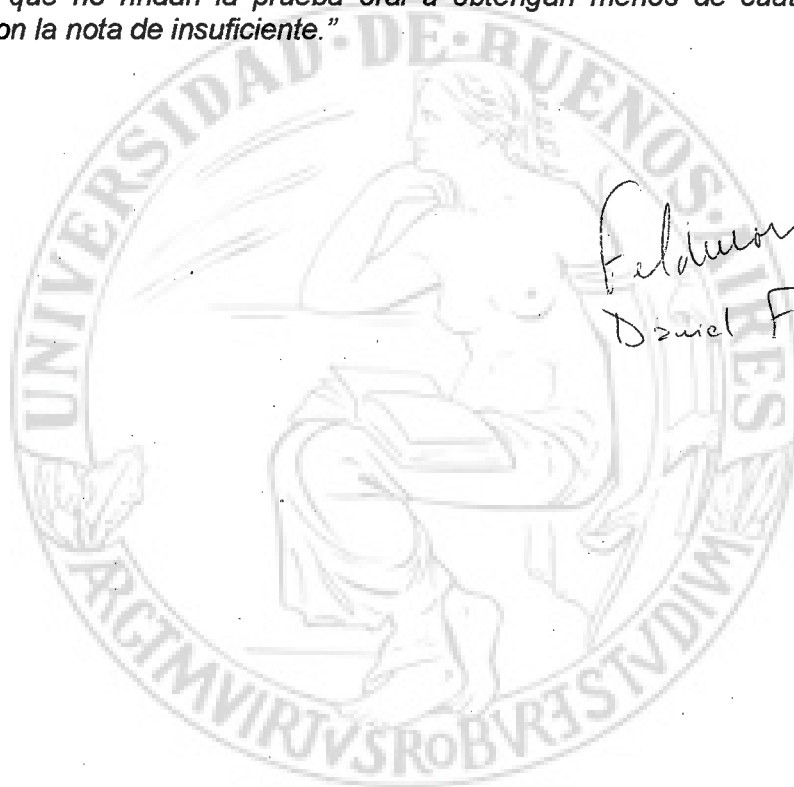 que no rindan la prueba oral a obtengan menos de cuat
on la nota de insuficiente.”
UNIVERSIDAD·DE·BUENOS·AIRES
ARGTMVIRTVSROBVRETSTVDIVM
Daniel F